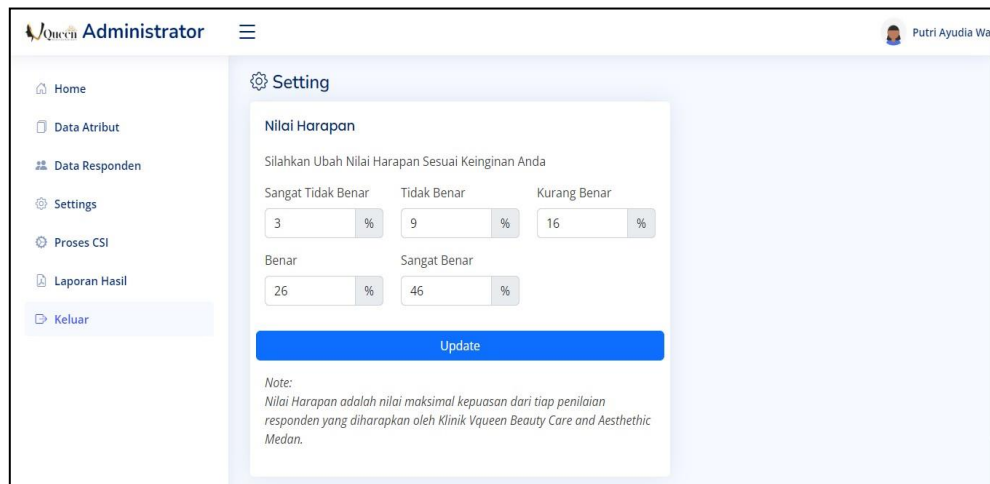 VQueen Administrator
Putri Ayudia Wa
Home
Data Atribut
Data Responden
Settings
Proses CSI
Laporan Hasil
Keluar
Setting
Nilai Harapan
Silahkan Ubah Nilai Harapan Sesuai Keinginan Anda
Sangat Tidak Benar Tidak Benar Kurang Benar
3 % 9 % 16 %
Benar Sangat Benar
26 % 46 %
Update
Note:
Nilai Harapan adalah nilai maksimal kepuasan dari tiap penilaian
responden yang diharapkan oleh Klinik Vqueen Beauty Care and Aesthethic
Medan.